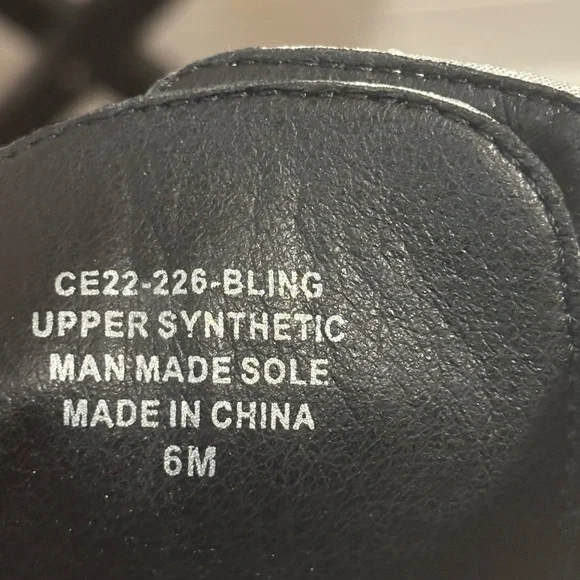 CE22-226-BLING
UPPER SYNTHETIC
MAN MADE SOLE
MADE IN CHINA
6M